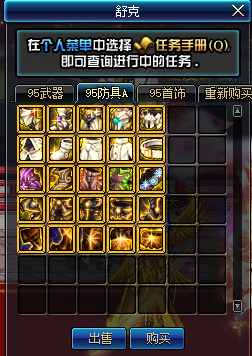 舒克
在个人菜单中选择 任务手册(Q),
即可查询进行中的任务.
95武器 95防具A 95首饰 重新购买
出售 购买